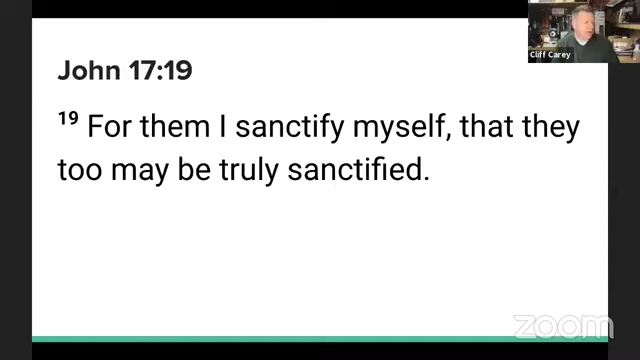 Cliff Carey
John 17:19
19 For them I sanctify myself, that they
too may be truly sanctified.
zoom